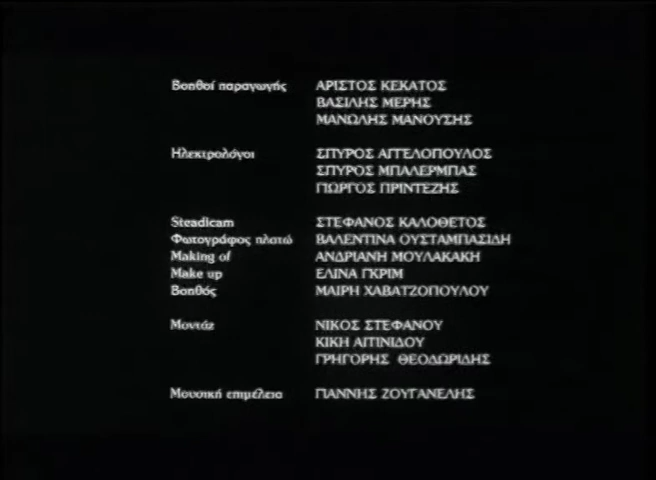 Βοηθοί παραγωγής ΑΡΙΣΤΟΣ ΚΕΚΑΤΟΣ
ΒΑΣΙΛΗΣ ΜΕΡΗΣ
ΜΑΝΩΛΗΣ ΜΑΝΟΥΣΗΣ
Ηλεκτρολόγοι ΣΠΥΡΟΣ ΑΓΓΕΛΟΠΟΥΛΟΣ
ΣΠΥΡΟΣ ΜΠΑΛΕΡΜΠΑΣ
ΓΙΩΡΓΟΣ ΠΡΙΝΤΕΖΗΣ
Steadicam ΣΤΕΦΑΝΟΣ ΚΑΛΟΘΕΤΟΣ
Φωτογράφος πλατώ ΒΑΛΕΝΤΙΝΑ ΟΥΣΤΑΜΠΑΣΙΔΗ
Making of ΑΝΔΡΙΑΝΗ ΜΟΥΛΑΚΑΚΗ
Make up ΕΛΙΝΑ ΓΚΡΙΜ
Βοηθός ΜΑΙΡΗ ΧΑΒΑΤΖΟΠΟΥΛΟΥ
Μοντάζ ΝΙΚΟΣ ΣΤΕΦΑΝΟΥ
ΚΙΚΗ ΑΓΓΙΝΙΔΟΥ
ΓΡΗΓΟΡΗΣ ΘΕΟΔΩΡΙΔΗΣ
Μουσική επιμέλεια ΓΙΑΝΝΗΣ ΖΟΥΓΑΝΕΛΗΣ